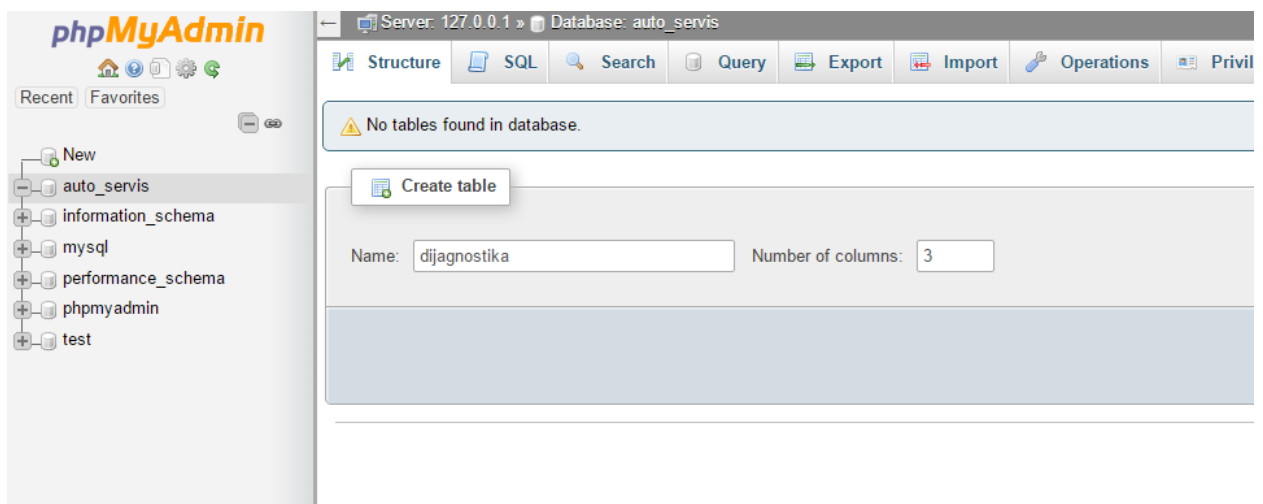 phpMyAdmin
Recent Favorites
New
auto_servis
information_schema
mysql
performance_schema
phpmyadmin
test
← Server: 127.0.0.1 » Database: auto_servis
Structure SQL Search Query Export Import Operations Privil
No tables found in database.
Create table
Name: dijagnostika Number of columns: 3